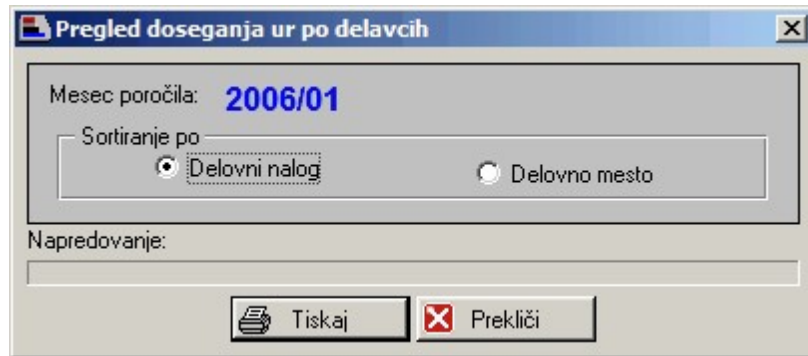 Pregled doseganja ur po delavcih
Mesec poročila: 2006/01
Sortiranje po
Delovni nalog Delovno mesto
Napredovanje:
Tiskaj Prekliči